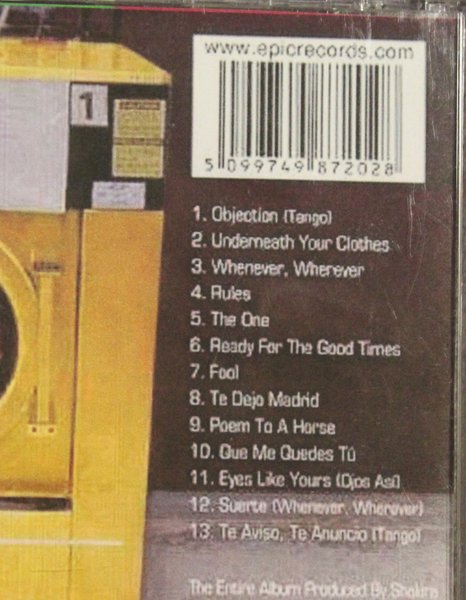 www.epicrecords.com
5 099749 872028
1
1. Objection (Tango)
2. Underneath Your Clothes
3. Whenever, Wherever
4. Rules
5. The One
6. Ready For The Good Times
7. Fool
8. Te Dejo Madrid
9. Poem To A Horse
10. Que Me Quedes Tú
11. Eyes Like Yours (Ojos Así)
12. Suerte (Whenever, Wherever)
13. Te Aviso, Te Anuncio (Tango)
The Entire Album Produced By Shakira